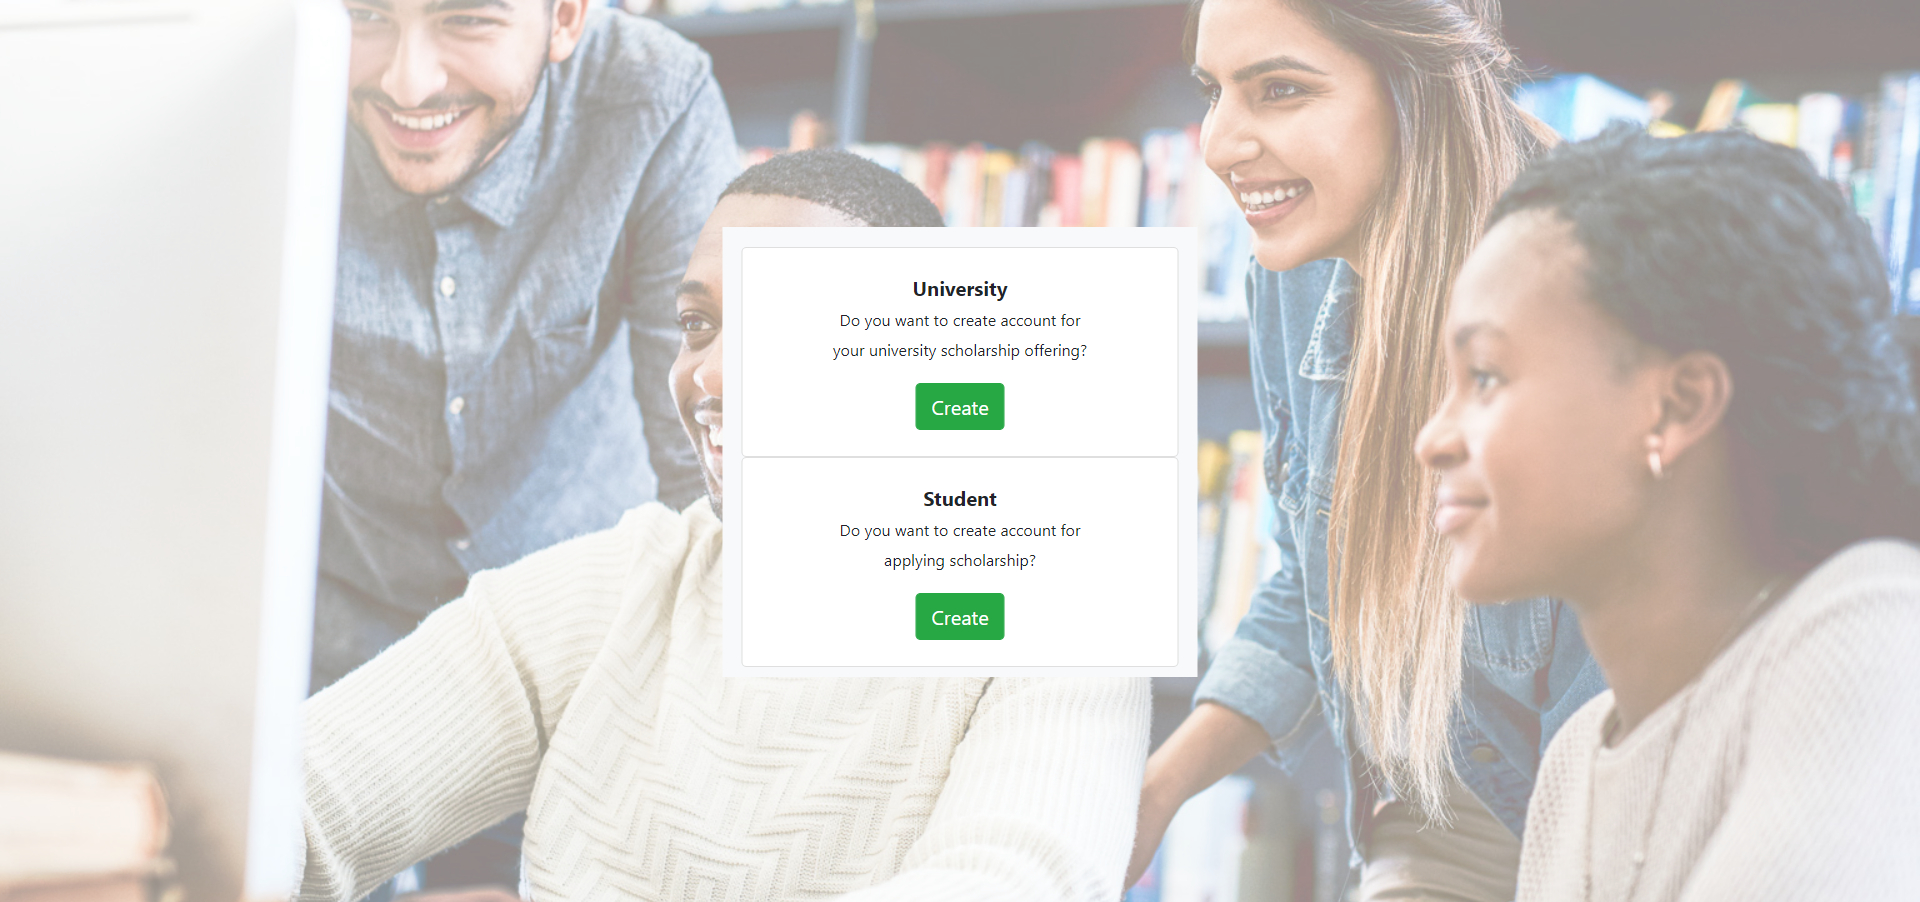 University
Do you want to create account for
your university scholarship offering?
Create
Student
Do you want to create account for
applying scholarship?
Create